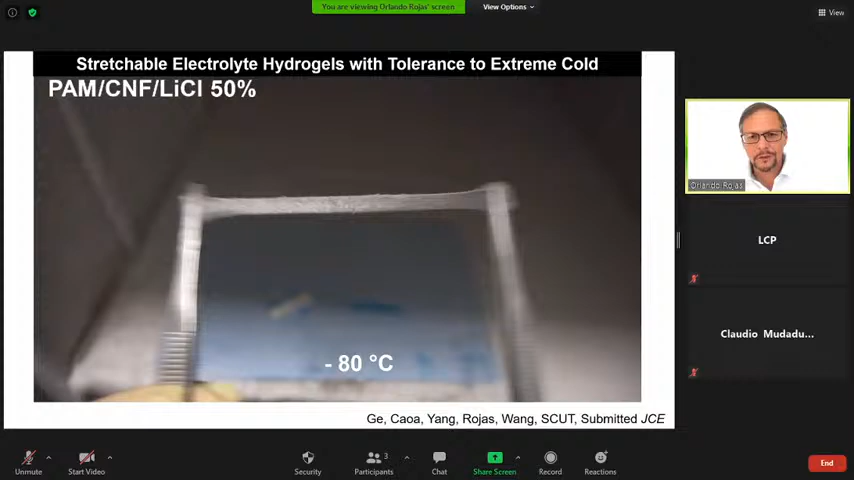 You are viewing Orlando Rojas' screen
View Options
View
Stretchable Electrolyte Hydrogels with Tolerance to Extreme Cold
PAM/CNF/LiCl 50%
- 80 °C
Ge, Caoa, Yang, Rojas, Wang, SCUT, Submitted JCE
Orlando Rojas
LCP
Claudio Mudadu...
Unmute
Start Video
Security
Participants
3
Chat
Share Screen
Record
Reactions
End